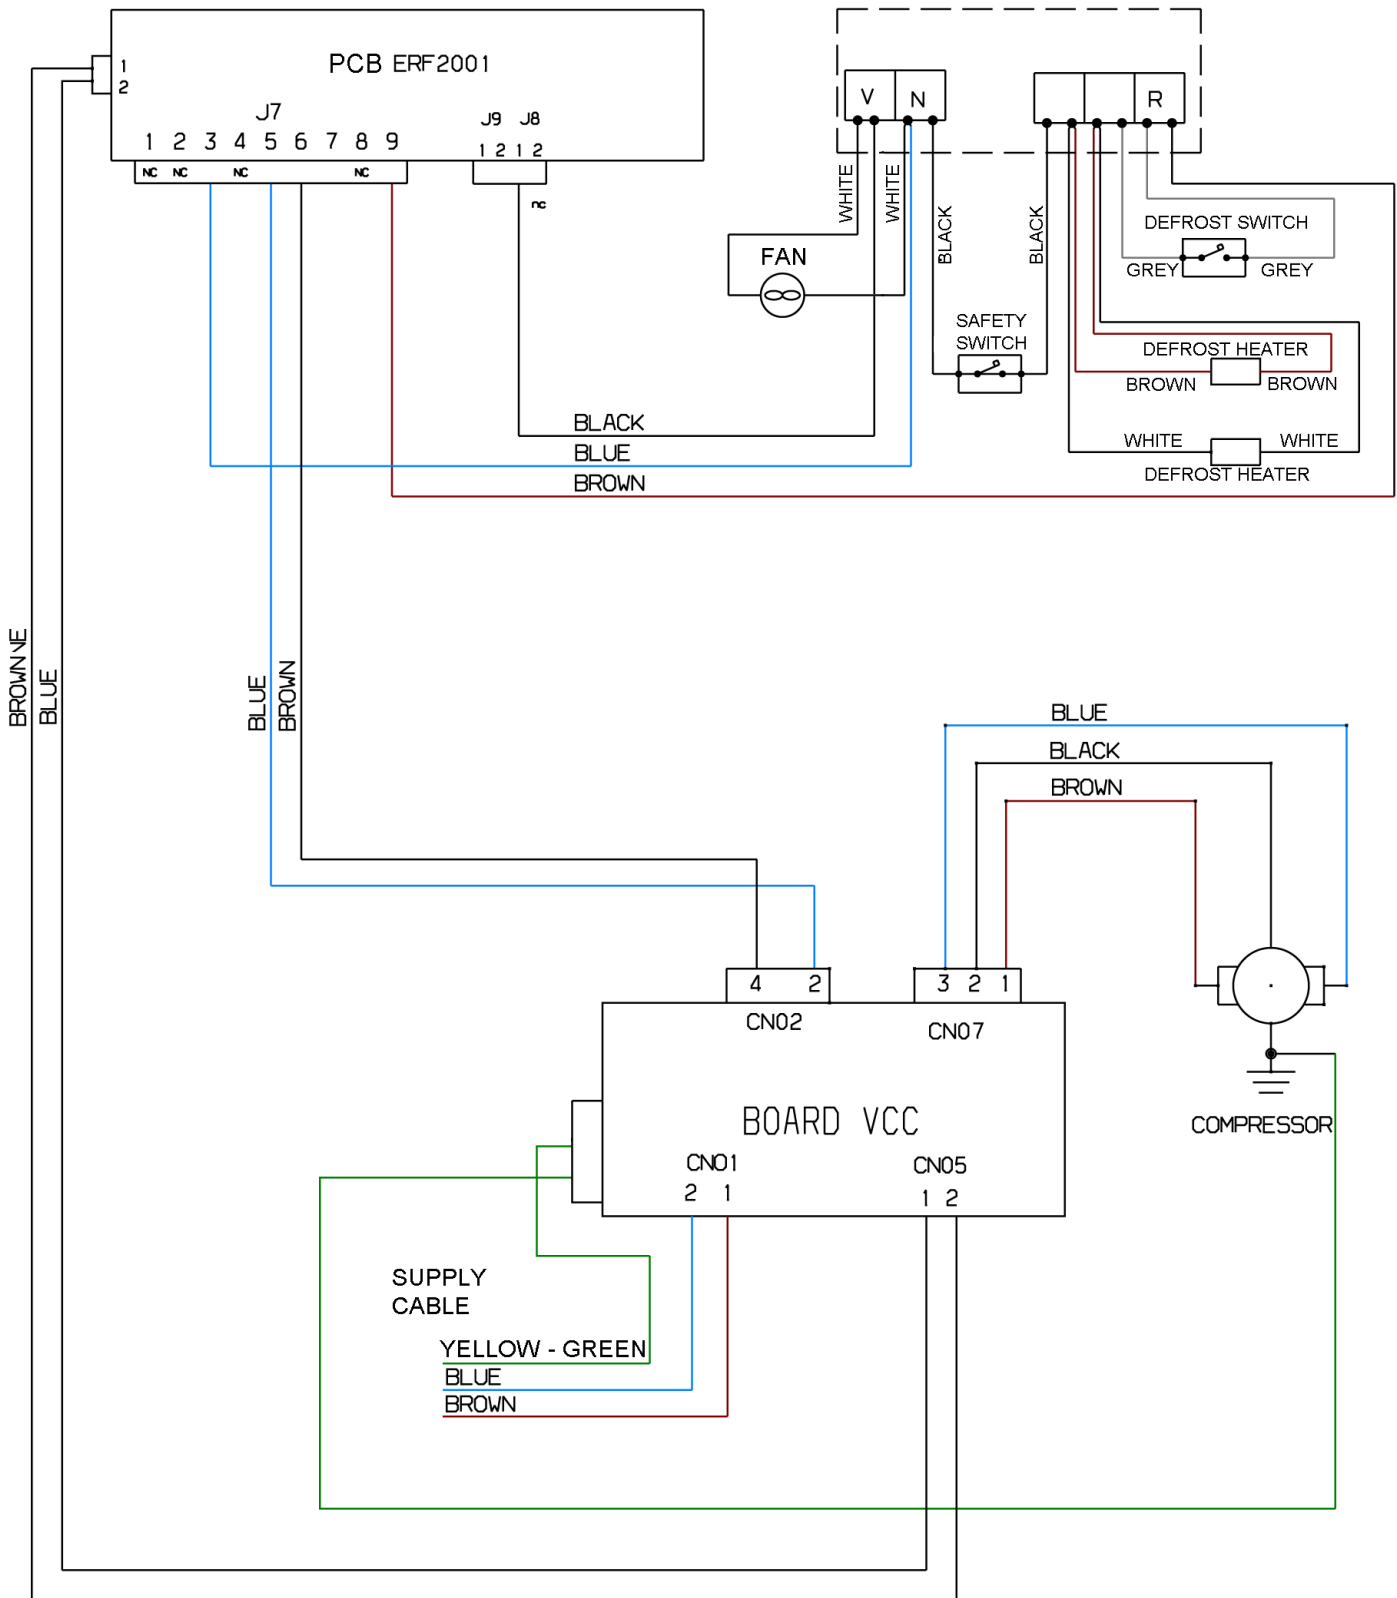 PCB ERF2001
1
2
J7
J9 J8
1 2 3 4 5 6 7 8 9
1 2 1 2
NC NC NC NC
nc
V N
R
WHITE
WHITE
BLACK
BLACK
DEFROST SWITCH
GREY GREY
FAN
SAFETY
SWITCH
DEFROST HEATER
BROWN BROWN
WHITE WHITE
DEFROST HEATER
BLACK
BLUE
BROWN
BROWN
BLUE
BLUE
BROWN
BLUE
BLACK
BROWN
4 2
3 2 1
CN02
CN07
BOARD VCC
COMPRESSOR
CN01
CN05
2 1
1 2
SUPPLY
CABLE
YELLOW - GREEN
BLUE
BROWN